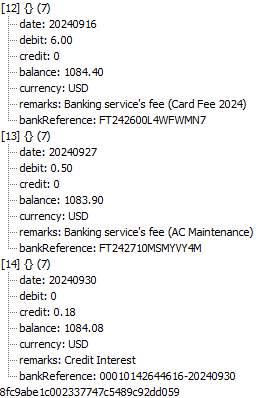 [12] {} (7)
date: 20240916
debit: 6.00
credit: 0
balance: 1084.40
currency: USD
remarks: Banking service's fee (Card Fee 2024)
bankReference: FT242600L4WFWMN7
[13] {} (7)
date: 20240927
debit: 0.50
credit: 0
balance: 1083.90
currency: USD
remarks: Banking service's fee (AC Maintenance)
bankReference: FT242710MSMYVY4M
[14] {} (7)
date: 20240930
debit: 0
credit: 0.18
balance: 1084.08
currency: USD
remarks: Credit Interest
bankReference: 00010142644616-20240930
8fc9abe1c002337747c5489c92dd059